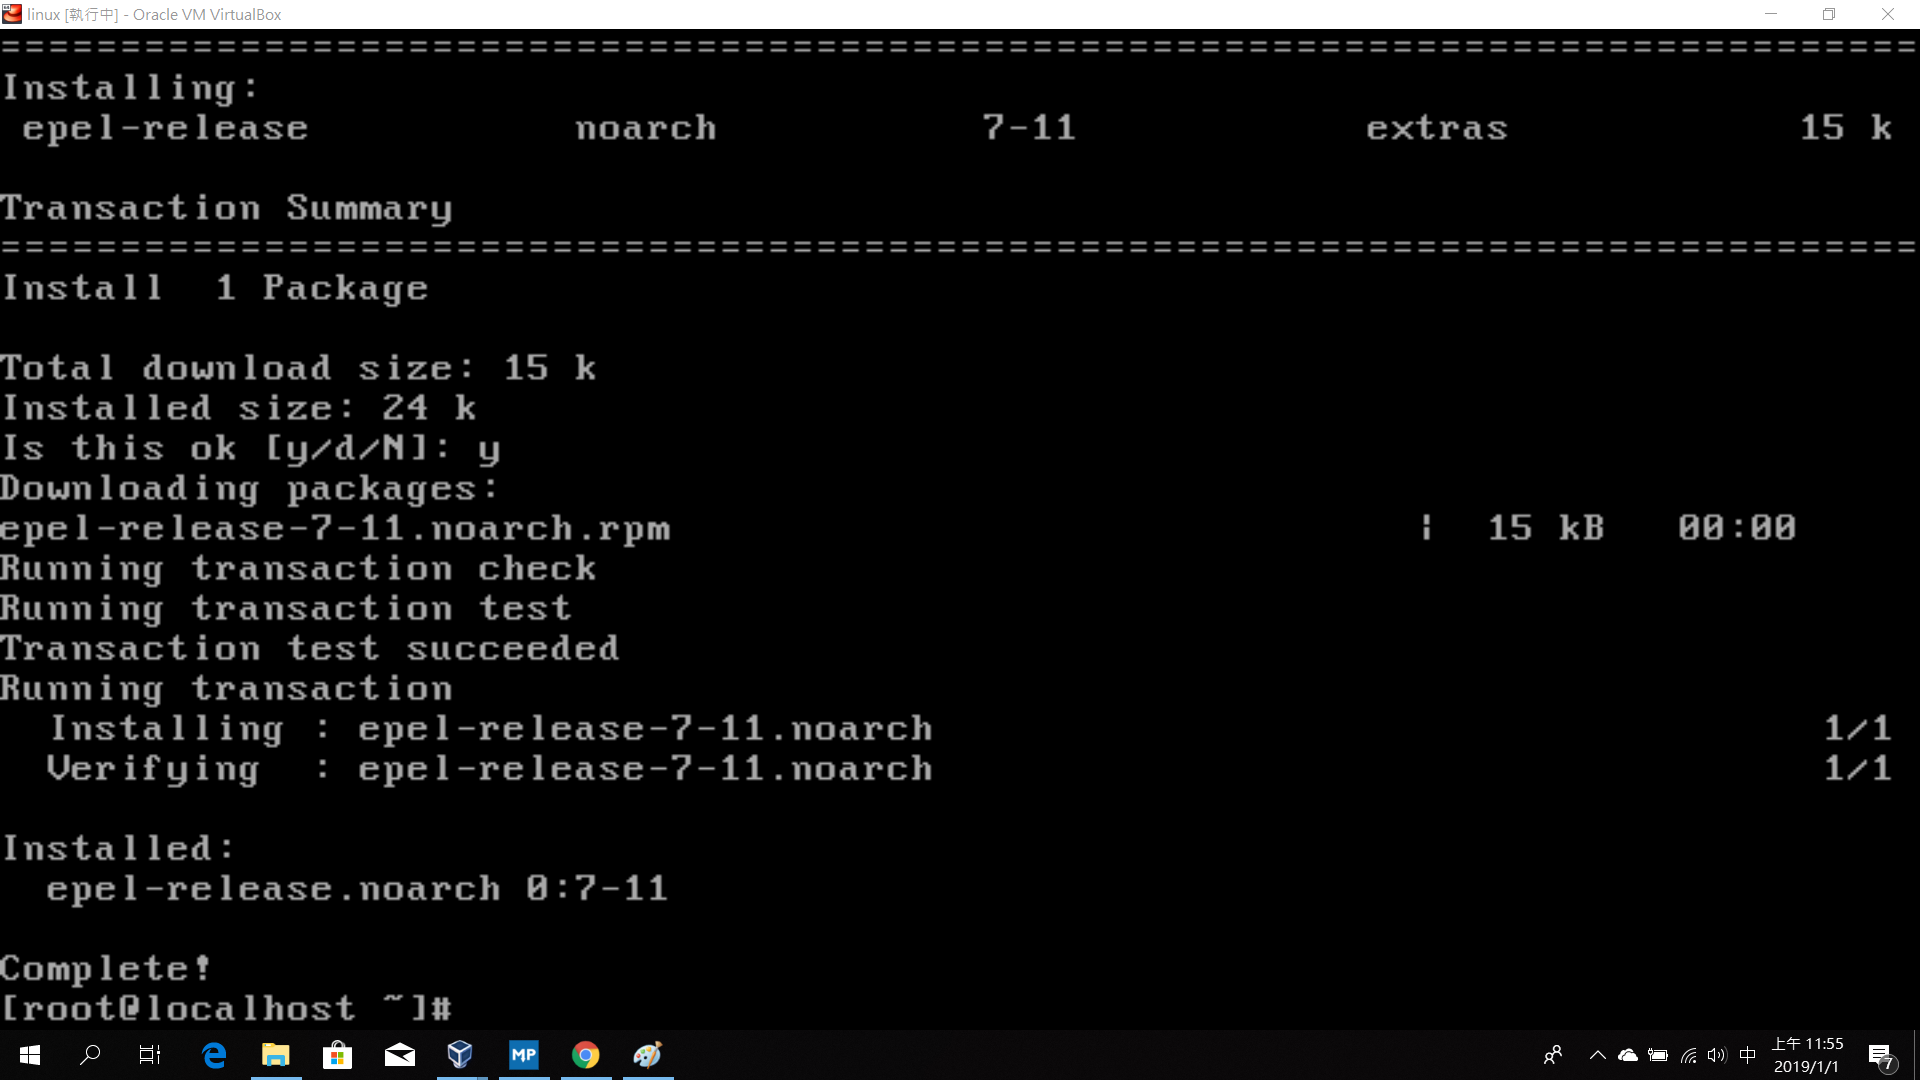 linux [執行中] - Oracle VM VirtualBox
================================================================================
Installing:
epel-release noarch 7-11 extras 15 k
Transaction Summary
================================================================================
Install 1 Package
Total download size: 15 k
Installed size: 24 k
Is this ok [y/d/N]: y
Downloading packages:
epel-release-7-11.noarch.rpm | 15 kB 00:00
Running transaction check
Running transaction test
Transaction test succeeded
Running transaction
Installing : epel-release-7-11.noarch 1/1
Verifying : epel-release-7-11.noarch 1/1
Installed:
epel-release.noarch 0:7-11
Complete!
[root@localhost ~]#
MP
中
上午 11:55
2019/1/1
7